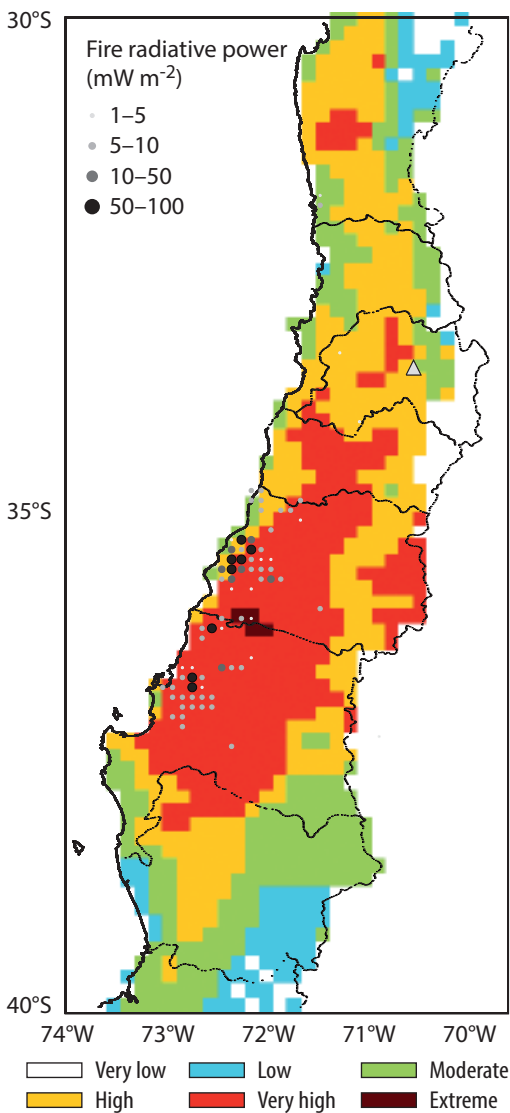 30°S
Fire radiative power
(mW m-2)
1–5
5–10
10–50
50–100
35°S
40°S
74°W 73°W 72°W 71°W 70°W
Very low Low Moderate
High Very high Extreme